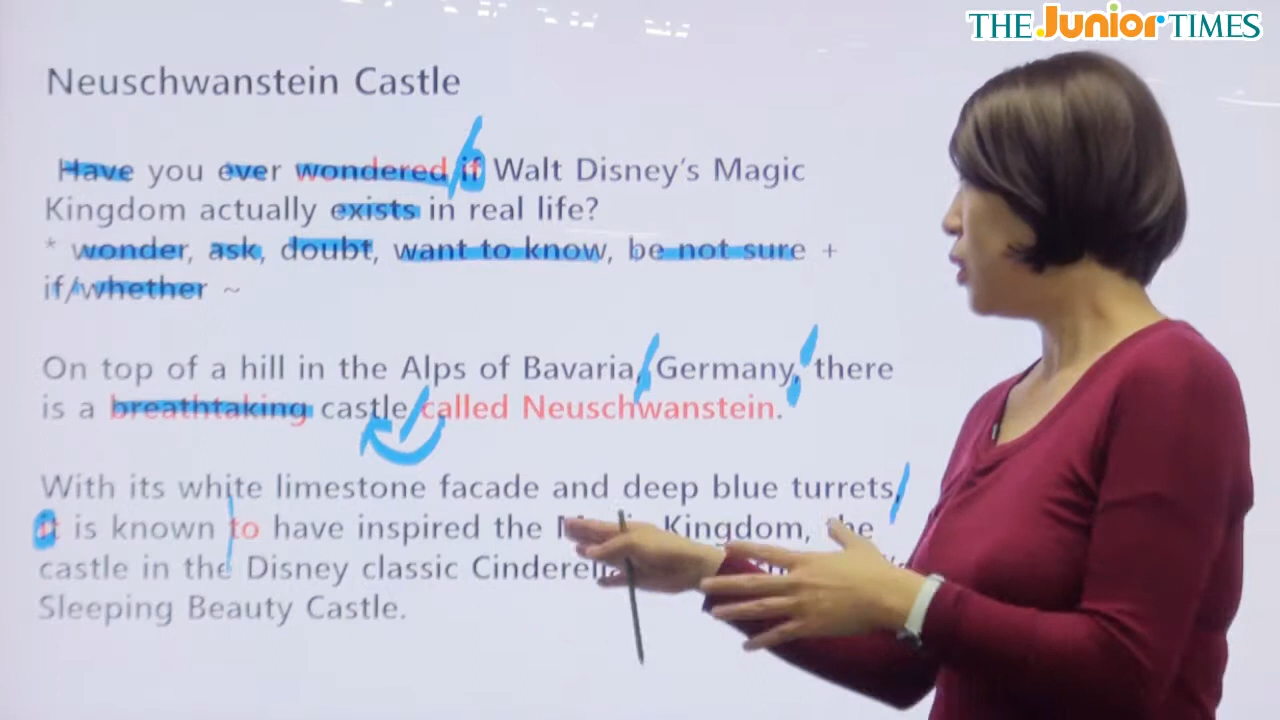 THE Junior TIMES
Neuschwanstein Castle
Have you ever wondered if Walt Disney's Magic
Kingdom actually exists in real life?
* wonder, ask, doubt, want to know, be not sure +
if/whether ~
On top of a hill in the Alps of Bavaria, Germany, there
is a breathtaking castle called Neuschwanstein.
With its white limestone facade and deep blue turrets,
it is known to have inspired the Kingdom, the
castle in the Disney classic
Sleeping Beauty Castle.